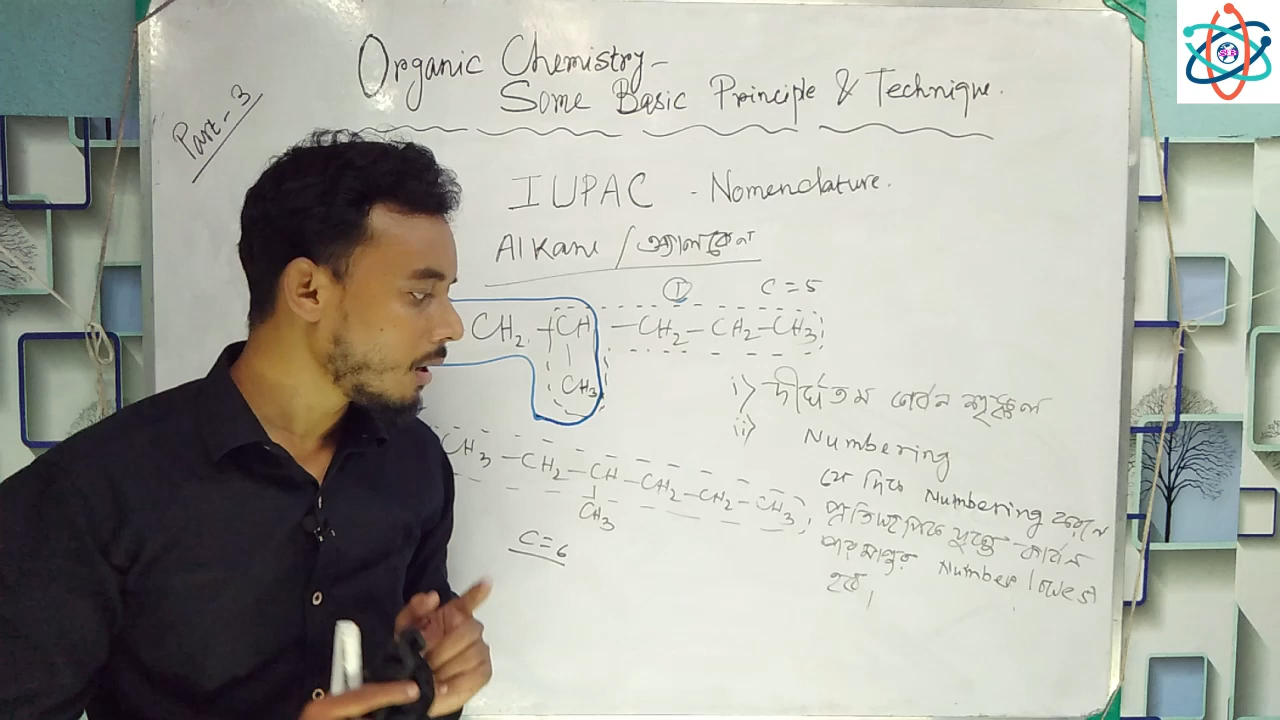 Part-3
Organic Chemistry-
Some Basic Principle & Technique.
IUPAC - Nomenclature.
Alkane / অ্যালকেন
① C = 5
CH₂ - CH - CH₂ - CH₂ - CH₃
CH₃
i> দীর্ঘতম কার্বন শৃঙ্খল
ii> Numbering
CH₃ - CH₂ - CH - CH₂ - CH₂ - CH₃
CH₃
C = 6
যে দিকে Numbering করলে
যুক্ত কার্বন
পরমাণুর Number lowest
হবে।